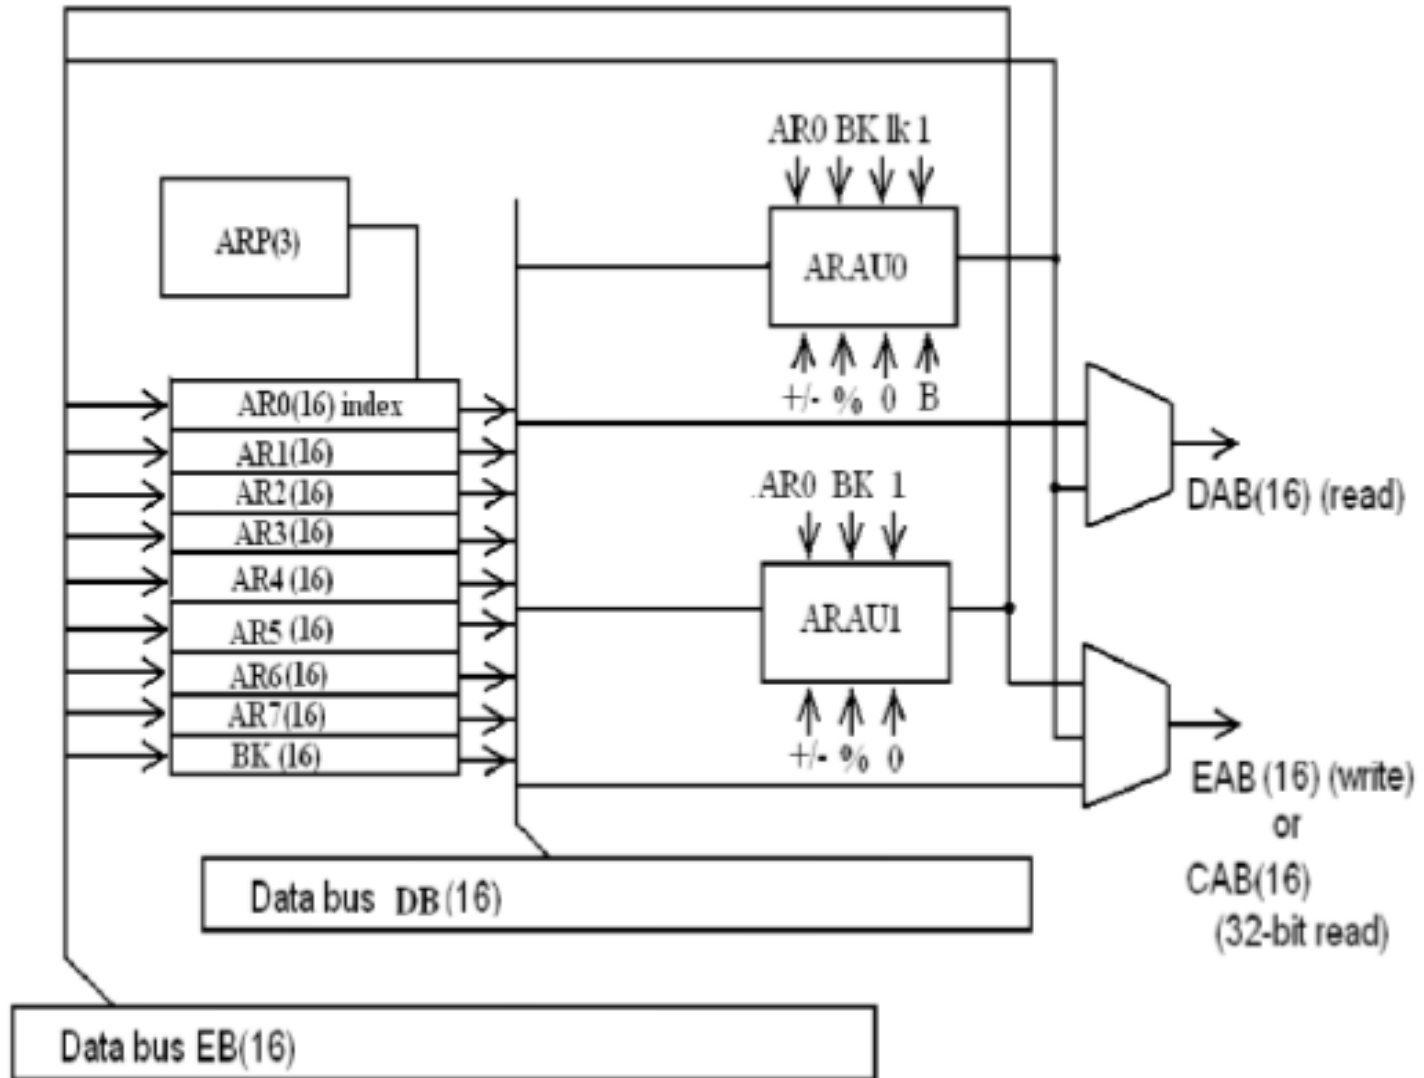 AR0 BK lk 1
ARP(3)
ARAU0
+/- % 0 B
AR0(16) index
AR1(16)
AR2(16)
AR3(16)
AR4(16)
AR5(16)
AR6(16)
AR7(16)
BK (16)
.AR0 BK 1
ARAU1
+/- % 0
DAB(16) (read)
EAB(16) (write)
or
CAB(16)
(32-bit read)
Data bus DB(16)
Data bus EB(16)